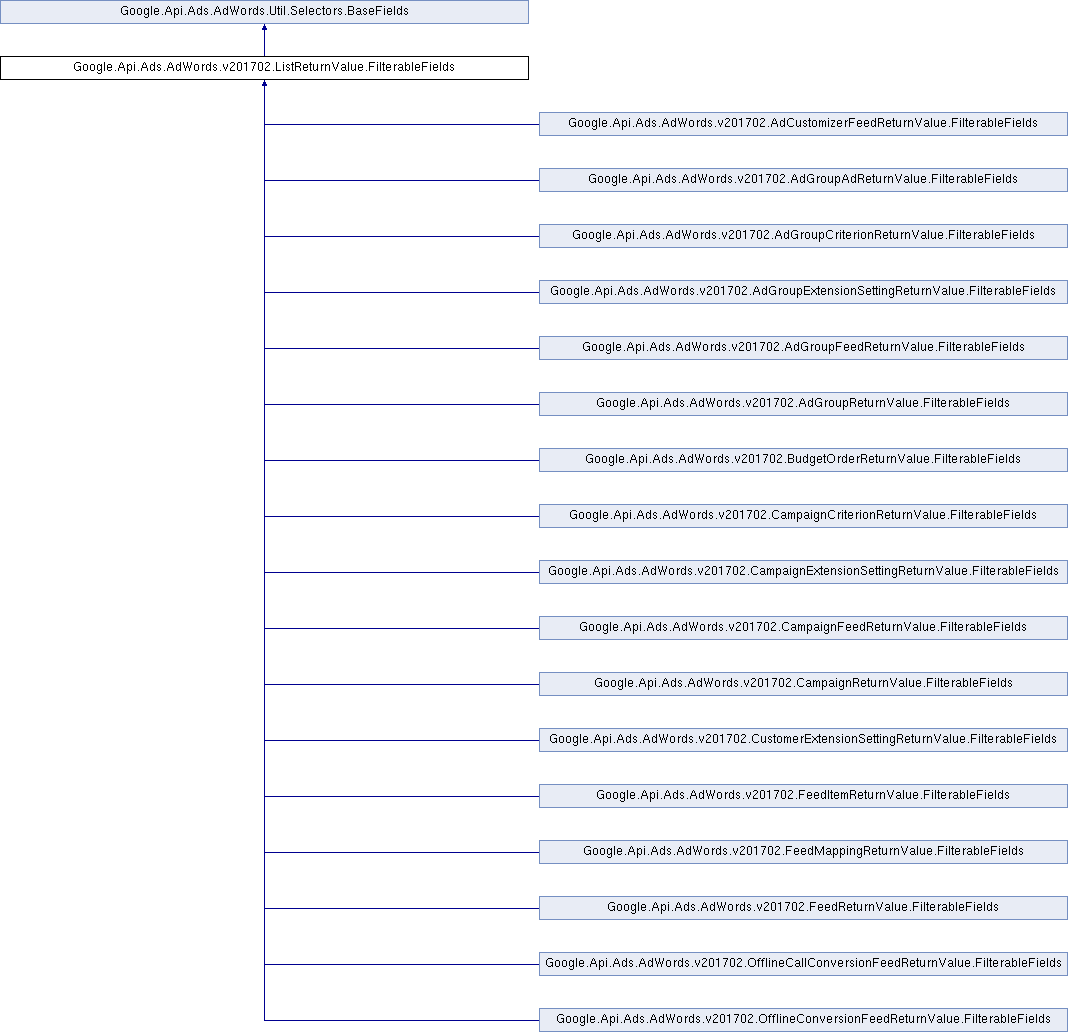 Google.Api.Ads.AdWords.Util.Selectors.BaseFields
Google.Api.Ads.AdWords.v201702.ListReturnValue.FilterableFields
Google.Api.Ads.AdWords.v201702.AdCustomizerFeedReturnValue.FilterableFields
Google.Api.Ads.AdWords.v201702.AdGroupAdReturnValue.FilterableFields
Google.Api.Ads.AdWords.v201702.AdGroupCriterionReturnValue.FilterableFields
Google.Api.Ads.AdWords.v201702.AdGroupExtensionSettingReturnValue.FilterableFields
Google.Api.Ads.AdWords.v201702.AdGroupFeedReturnValue.FilterableFields
Google.Api.Ads.AdWords.v201702.AdGroupReturnValue.FilterableFields
Google.Api.Ads.AdWords.v201702.BudgetOrderReturnValue.FilterableFields
Google.Api.Ads.AdWords.v201702.CampaignCriterionReturnValue.FilterableFields
Google.Api.Ads.AdWords.v201702.CampaignExtensionSettingReturnValue.FilterableFields
Google.Api.Ads.AdWords.v201702.CampaignFeedReturnValue.FilterableFields
Google.Api.Ads.AdWords.v201702.CampaignReturnValue.FilterableFields
Google.Api.Ads.AdWords.v201702.CustomerExtensionSettingReturnValue.FilterableFields
Google.Api.Ads.AdWords.v201702.FeedItemReturnValue.FilterableFields
Google.Api.Ads.AdWords.v201702.FeedMappingReturnValue.FilterableFields
Google.Api.Ads.AdWords.v201702.FeedReturnValue.FilterableFields
Google.Api.Ads.AdWords.v201702.OfflineCallConversionFeedReturnValue.FilterableFields
Google.Api.Ads.AdWords.v201702.OfflineConversionFeedReturnValue.FilterableFields